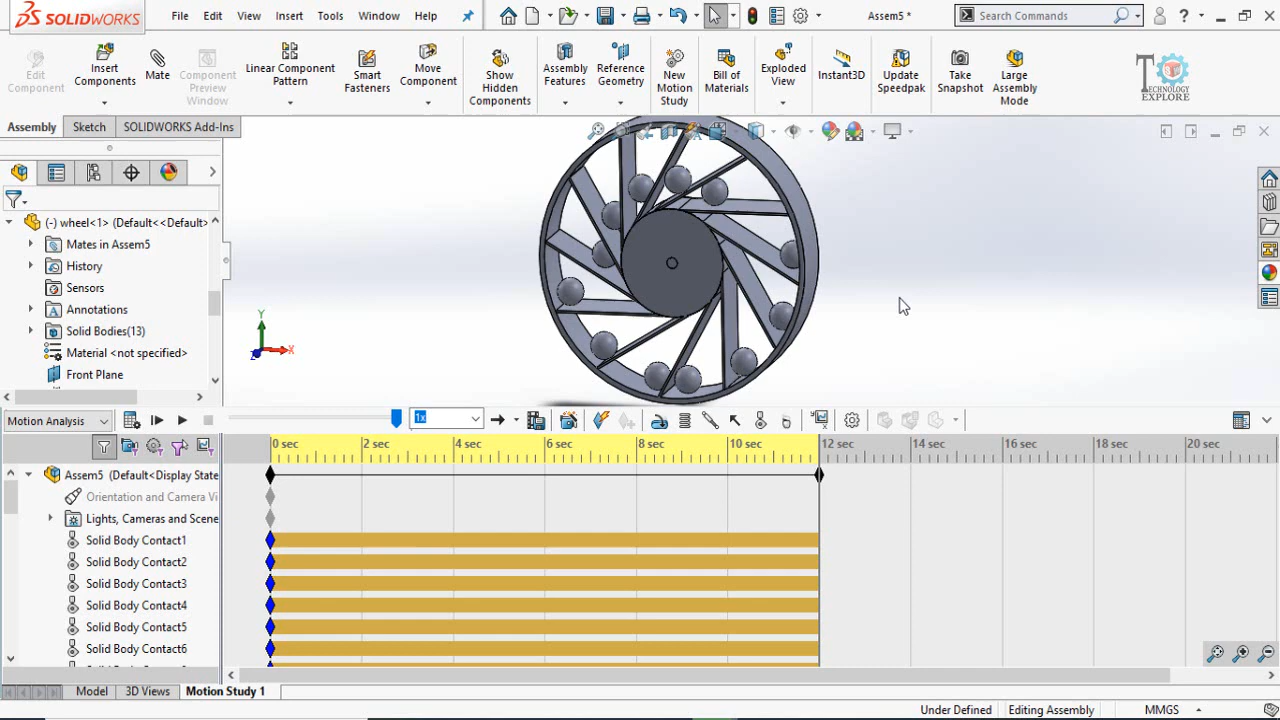 SOLIDWORKS File Edit View Insert Tools Window Help Assem5 * Search Commands ?
Edit Component
Insert Components
Mate
Component Preview Window
Linear Component Pattern
Smart Fasteners
Move Component
Show Hidden Components
Assembly Features
Reference Geometry
New Motion Study
Bill of Materials
Exploded View
Instant3D
Update Speedpak
Take Snapshot
Large Assembly Mode
TECHNOLOGY EXPLORE
Assembly Sketch SOLIDWORKS Add-Ins
(-) wheel<1> (Default<<Default>
Mates in Assem5
History
Sensors
Annotations
Solid Bodies(13)
Material <not specified>
Front Plane
Y
X
Z
Motion Analysis 1x
0 sec 2 sec 4 sec 6 sec 8 sec 10 sec 12 sec 14 sec 16 sec 18 sec 20 sec
Assem5 (Default<Display State
Orientation and Camera Vi
Lights, Cameras and Scene
Solid Body Contact1
Solid Body Contact2
Solid Body Contact3
Solid Body Contact4
Solid Body Contact5
Solid Body Contact6
Model 3D Views Motion Study 1
Under Defined Editing Assembly MMGS